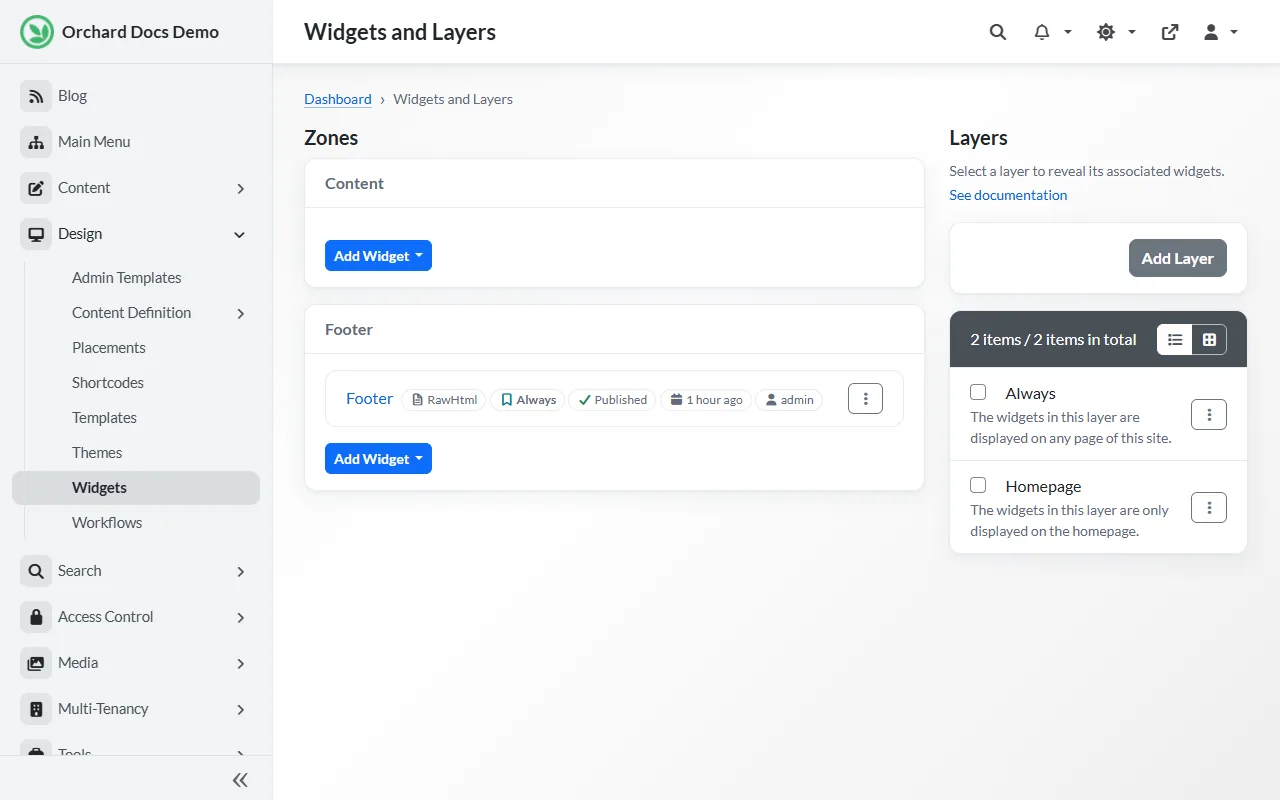 Orchard Docs Demo
Widgets and Layers
Blog
Main Menu
Content
Design
Admin Templates
Content Definition
Placements
Shortcodes
Templates
Themes
Widgets
Workflows
Search
Access Control
Media
Multi-Tenancy
Tools
Dashboard › Widgets and Layers
Zones
Content
Add Widget
Footer
Footer RawHtml Always Published 1 hour ago admin
Add Widget
Layers
Select a layer to reveal its associated widgets.
See documentation
Add Layer
2 items / 2 items in total
Always
The widgets in this layer are
displayed on any page of this site.
Homepage
The widgets in this layer are only
displayed on the homepage.